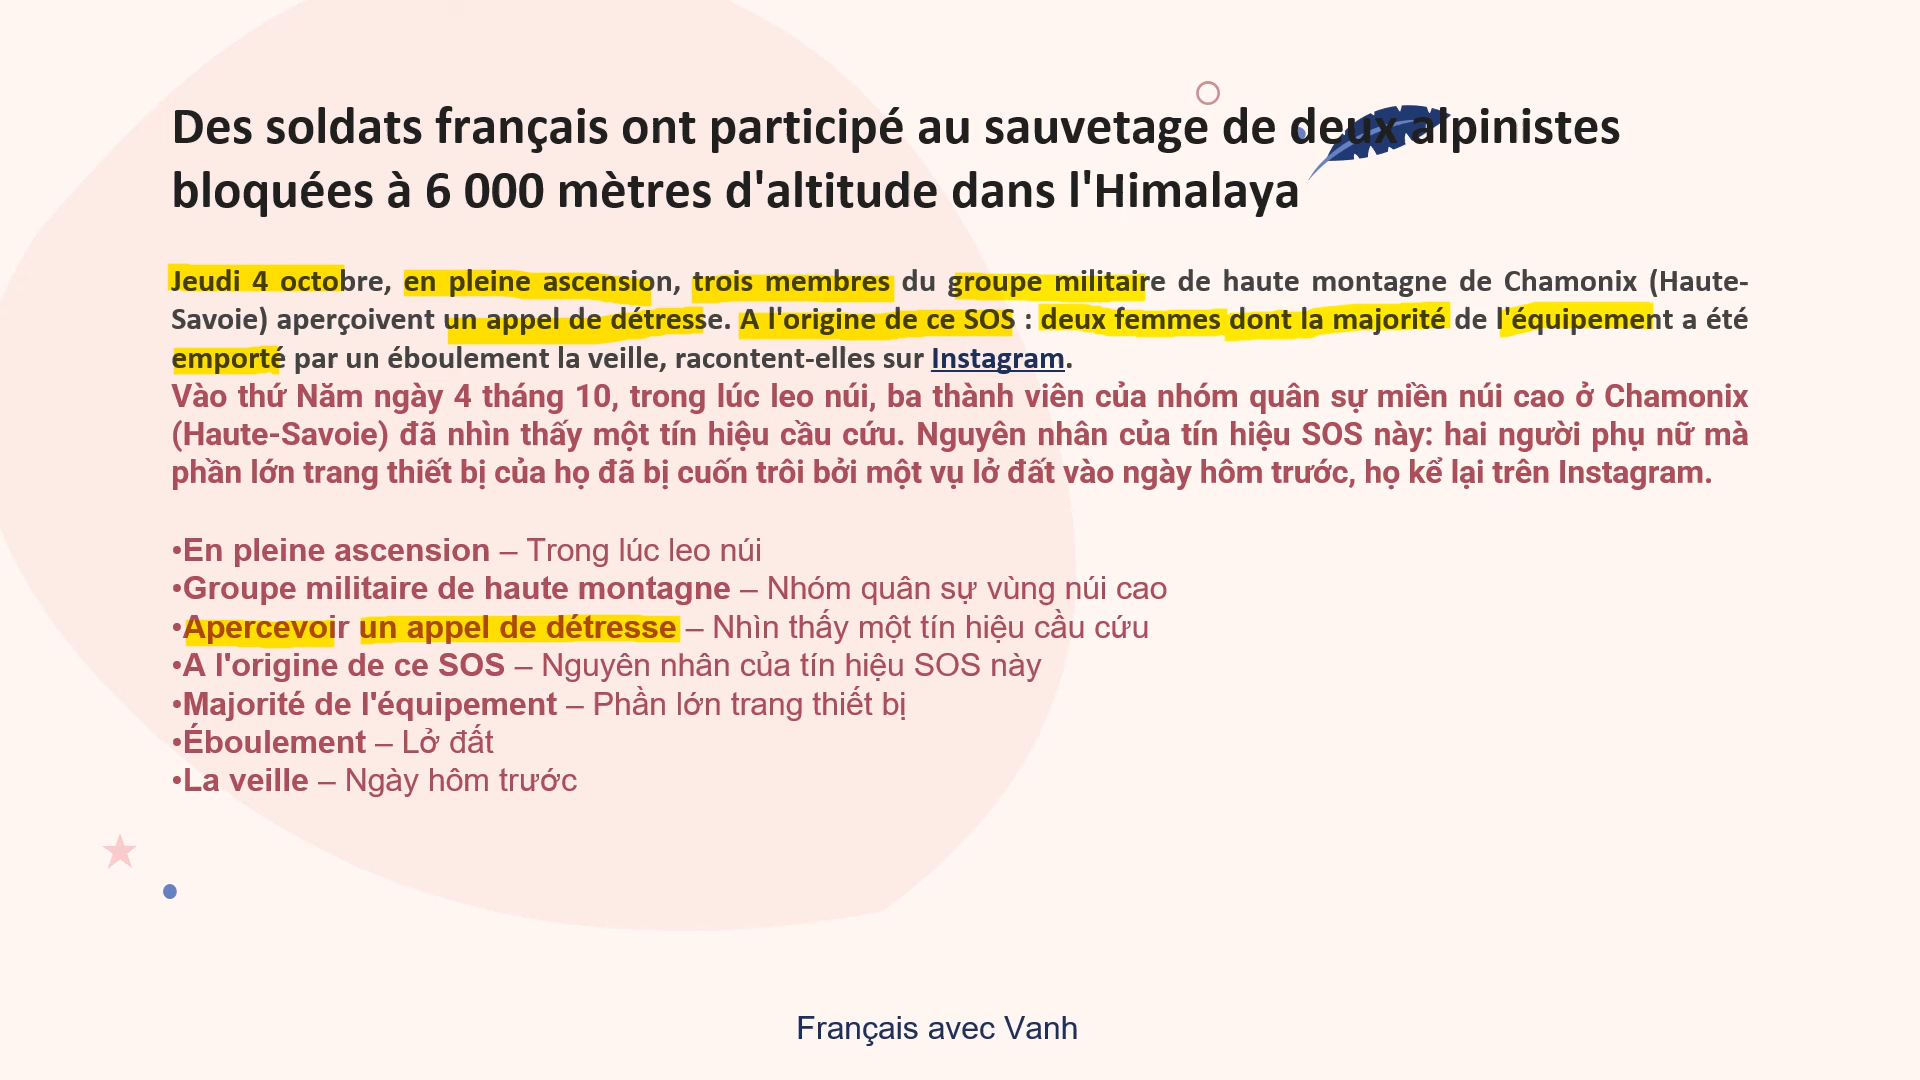 Des soldats français ont participé au sauvetage de deux alpinistes
bloquées à 6 000 mètres d'altitude dans l'Himalaya
Jeudi 4 octobre, en pleine ascension, trois membres du groupe militaire de haute montagne de Chamonix (Haute-
Savoie) aperçoivent un appel de détresse. A l'origine de ce SOS : deux femmes dont la majorité de l'équipement a été
emporté par un éboulement la veille, racontent-elles sur Instagram.
Vào thứ Năm ngày 4 tháng 10, trong lúc leo núi, ba thành viên của nhóm quân sự miền núi cao ở Chamonix
(Haute-Savoie) đã nhìn thấy một tín hiệu cầu cứu. Nguyên nhân của tín hiệu SOS này: hai người phụ nữ mà
phần lớn trang thiết bị của họ đã bị cuốn trôi bởi một vụ lở đất vào ngày hôm trước, họ kể lại trên Instagram.
•En pleine ascension – Trong lúc leo núi
•Groupe militaire de haute montagne – Nhóm quân sự vùng núi cao
•Apercevoir un appel de détresse – Nhìn thấy một tín hiệu cầu cứu
•A l'origine de ce SOS – Nguyên nhân của tín hiệu SOS này
•Majorité de l'équipement – Phần lớn trang thiết bị
•Éboulement – Lở đất
•La veille – Ngày hôm trước
Français avec Vanh